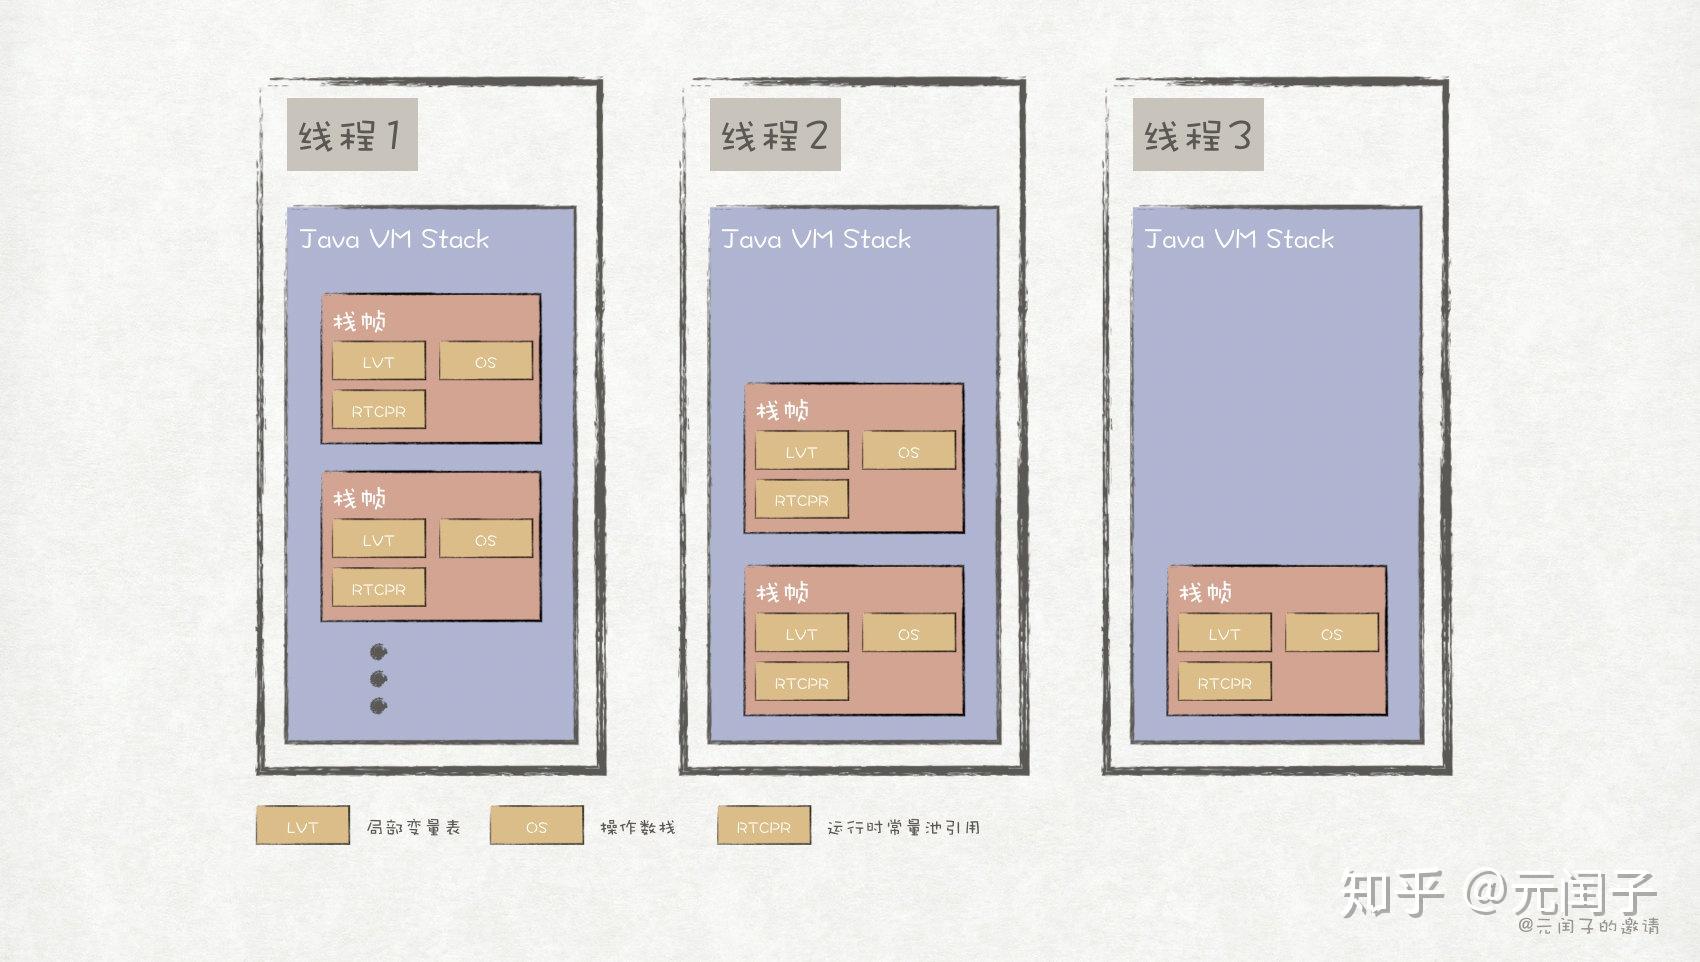 线程1
Java VM Stack
栈帧
LVT OS
RTCPR
栈帧
LVT OS
RTCPR
线程2
Java VM Stack
栈帧
LVT OS
RTCPR
栈帧
LVT OS
RTCPR
线程3
Java VM Stack
栈帧
LVT OS
RTCPR
LVT 局部变量表 OS 操作数栈 RTCPR 运行时常量池引用
知乎 @元闰子
@元闰子的邀请